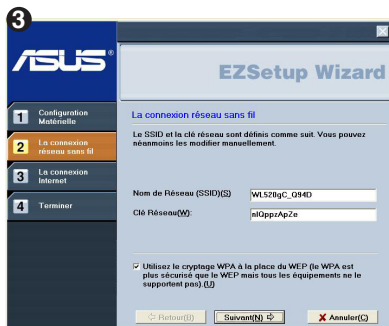 3
ASUS®
EZSetup Wizard
1 Configuration Matérielle
2 La connexion réseau sans fil
3 La connexion Internet
4 Terminer
La connexion réseau sans fil
Le SSID et la clé réseau sont définis comme suit. Vous pouvez
néanmoins les modifier manuellement.
Nom de Réseau (SSID)(S) WL520gC_Q94D
Clé Réseau(W): nIQppzApZe
Utilisez le cryptage WPA à la place du WEP (le WPA est
plus sécurisé que le WEP mais tous les équipements ne le
supportent pas).(U)
Retour(B) Suivant(N) Annuler(C)